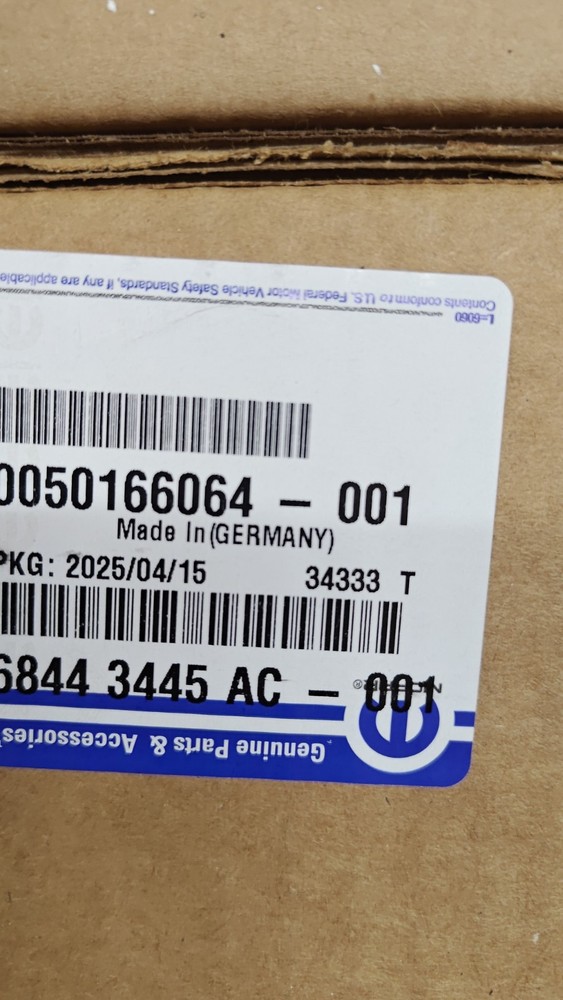 Contents conform to U.S. Federal Motor Vehicle Safety Standards, if any are applicable
L-6060
0050166064 - 001
Made In(GERMANY)
PKG: 2025/04/15 34333 T
6844 3445 AC - 001
Genuine Parts & Accessories